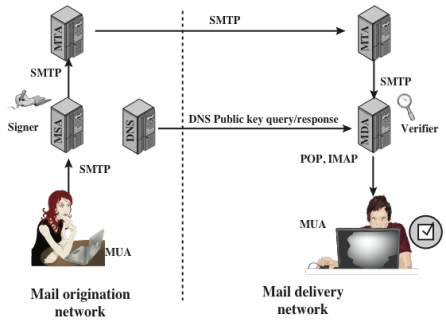 SMTP
MTA
MTA
SMTP
SMTP
Signer
MSA
DNS
DNS Public key query/response
MDA
Verifier
SMTP
POP, IMAP
MUA
MUA
Mail origination
network
Mail delivery
network